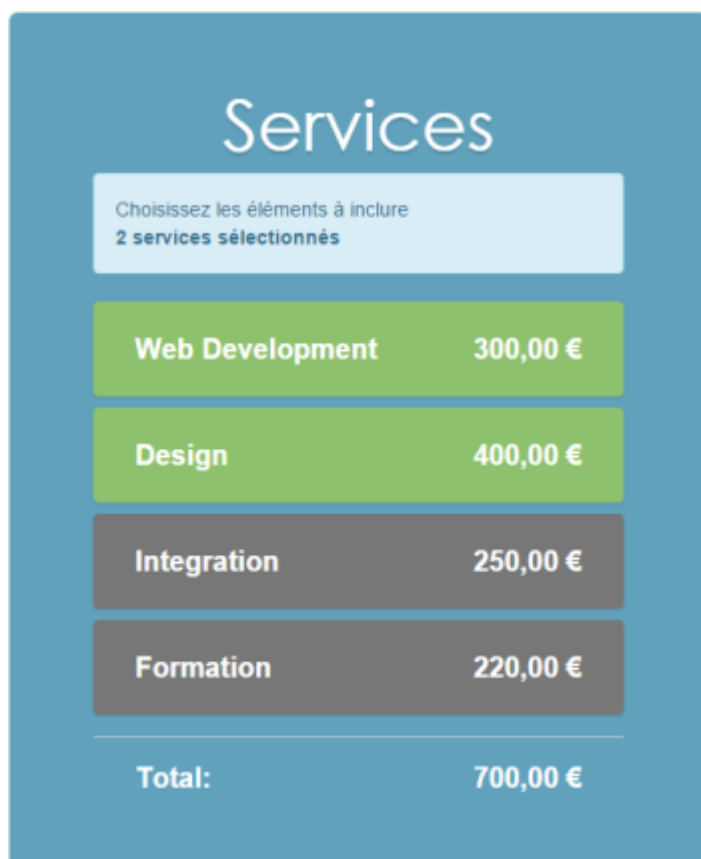 Services
Choisissez les éléments à inclure
2 services sélectionnés
Web Development 300,00 €
Design 400,00 €
Integration 250,00 €
Formation 220,00 €
Total: 700,00 €